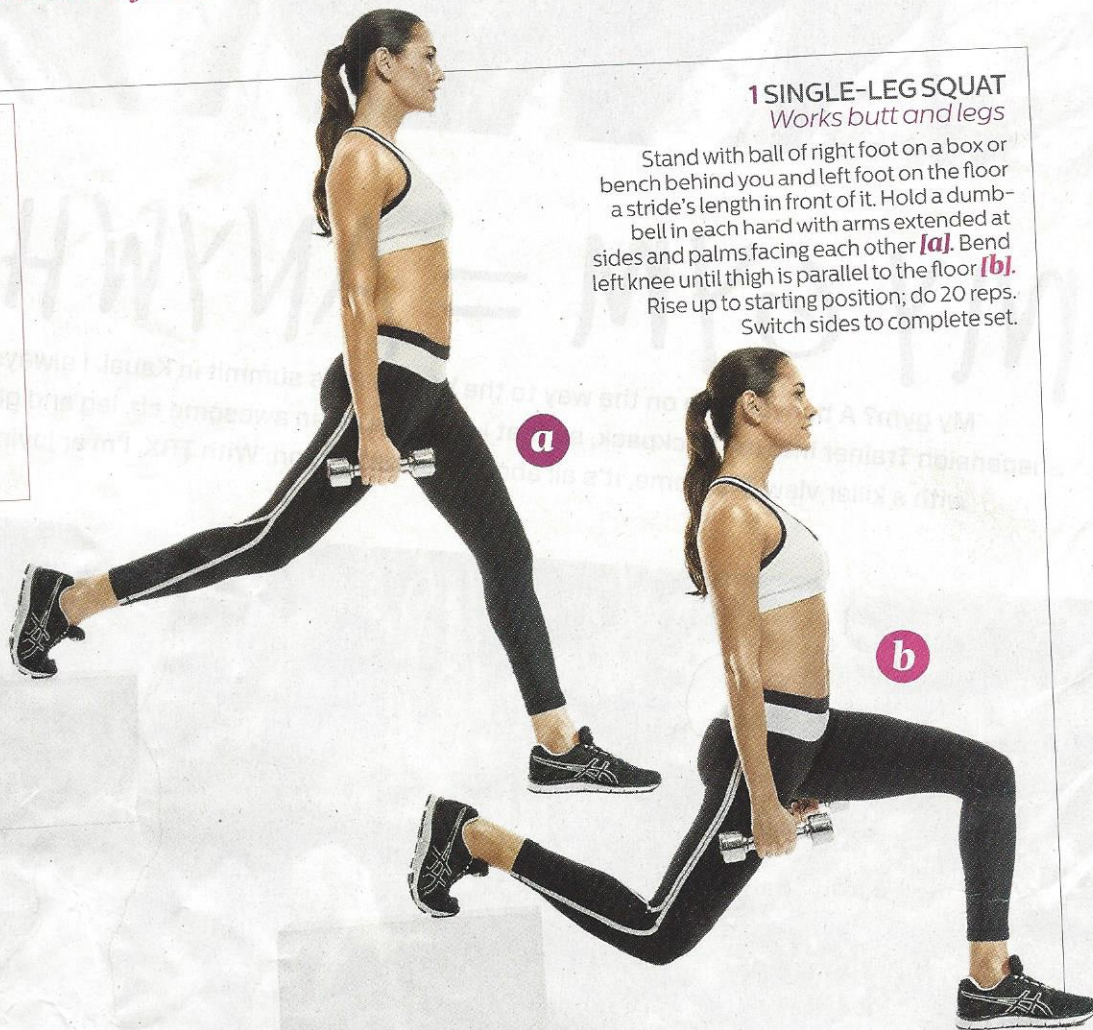 1 SINGLE-LEG SQUAT
Works butt and legs
Stand with ball of right foot on a box or
bench behind you and left foot on the floor
a stride's length in front of it. Hold a dumb-
bell in each hand with arms extended at
sides and palms facing each other [a]. Bend
left knee until thigh is parallel to the floor [b].
Rise up to starting position; do 20 reps.
Switch sides to complete set.
a
b